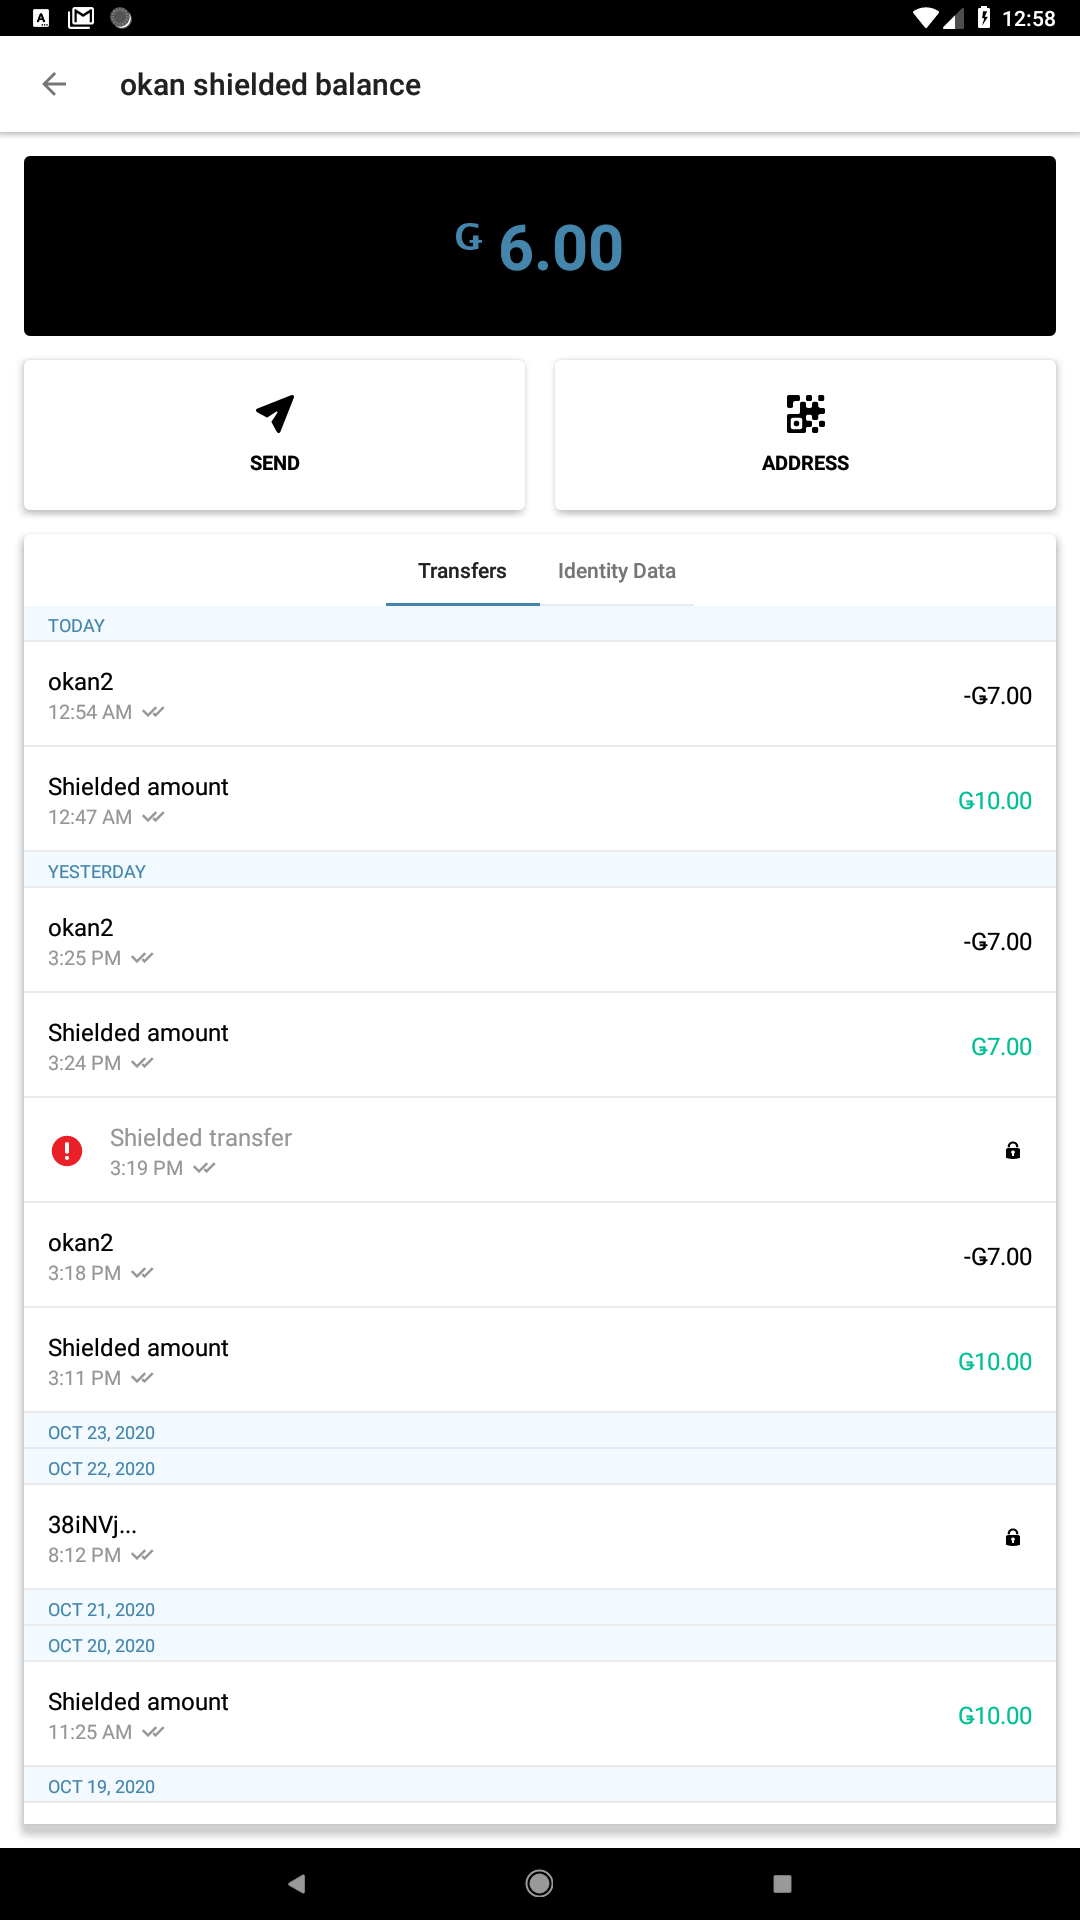 12:58
okan shielded balance
Ǥ 6.00
SEND
ADDRESS
Transfers
Identity Data
TODAY
okan2
-Ǥ7.00
12:54 AM
Shielded amount
Ǥ10.00
12:47 AM
YESTERDAY
okan2
-Ǥ7.00
3:25 PM
Shielded amount
Ǥ7.00
3:24 PM
Shielded transfer
3:19 PM
okan2
-Ǥ7.00
3:18 PM
Shielded amount
Ǥ10.00
3:11 PM
OCT 23, 2020
OCT 22, 2020
38iNVj...
8:12 PM
OCT 21, 2020
OCT 20, 2020
Shielded amount
Ǥ10.00
11:25 AM
OCT 19, 2020